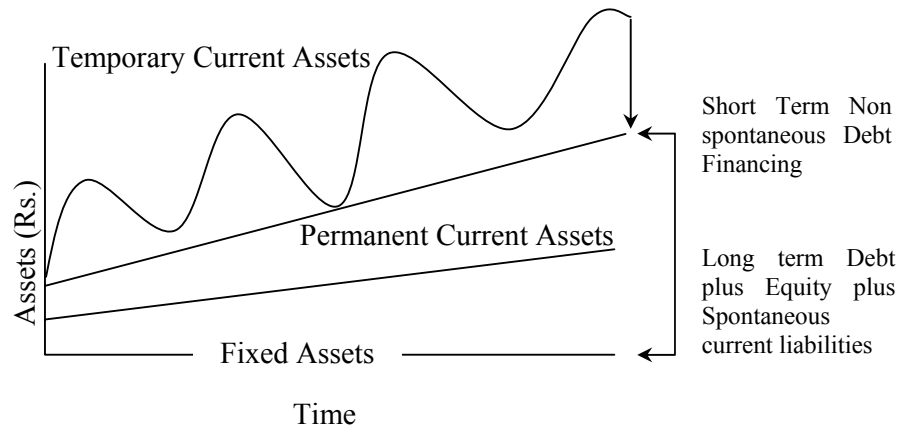 Temporary Current Assets
Short Term Non
spontaneous Debt
Financing
Assets (Rs.
Permanent Current Assets
Long term Debt
plus Equity plus
Spontaneous
current liabilities
Fixed Assets
Time